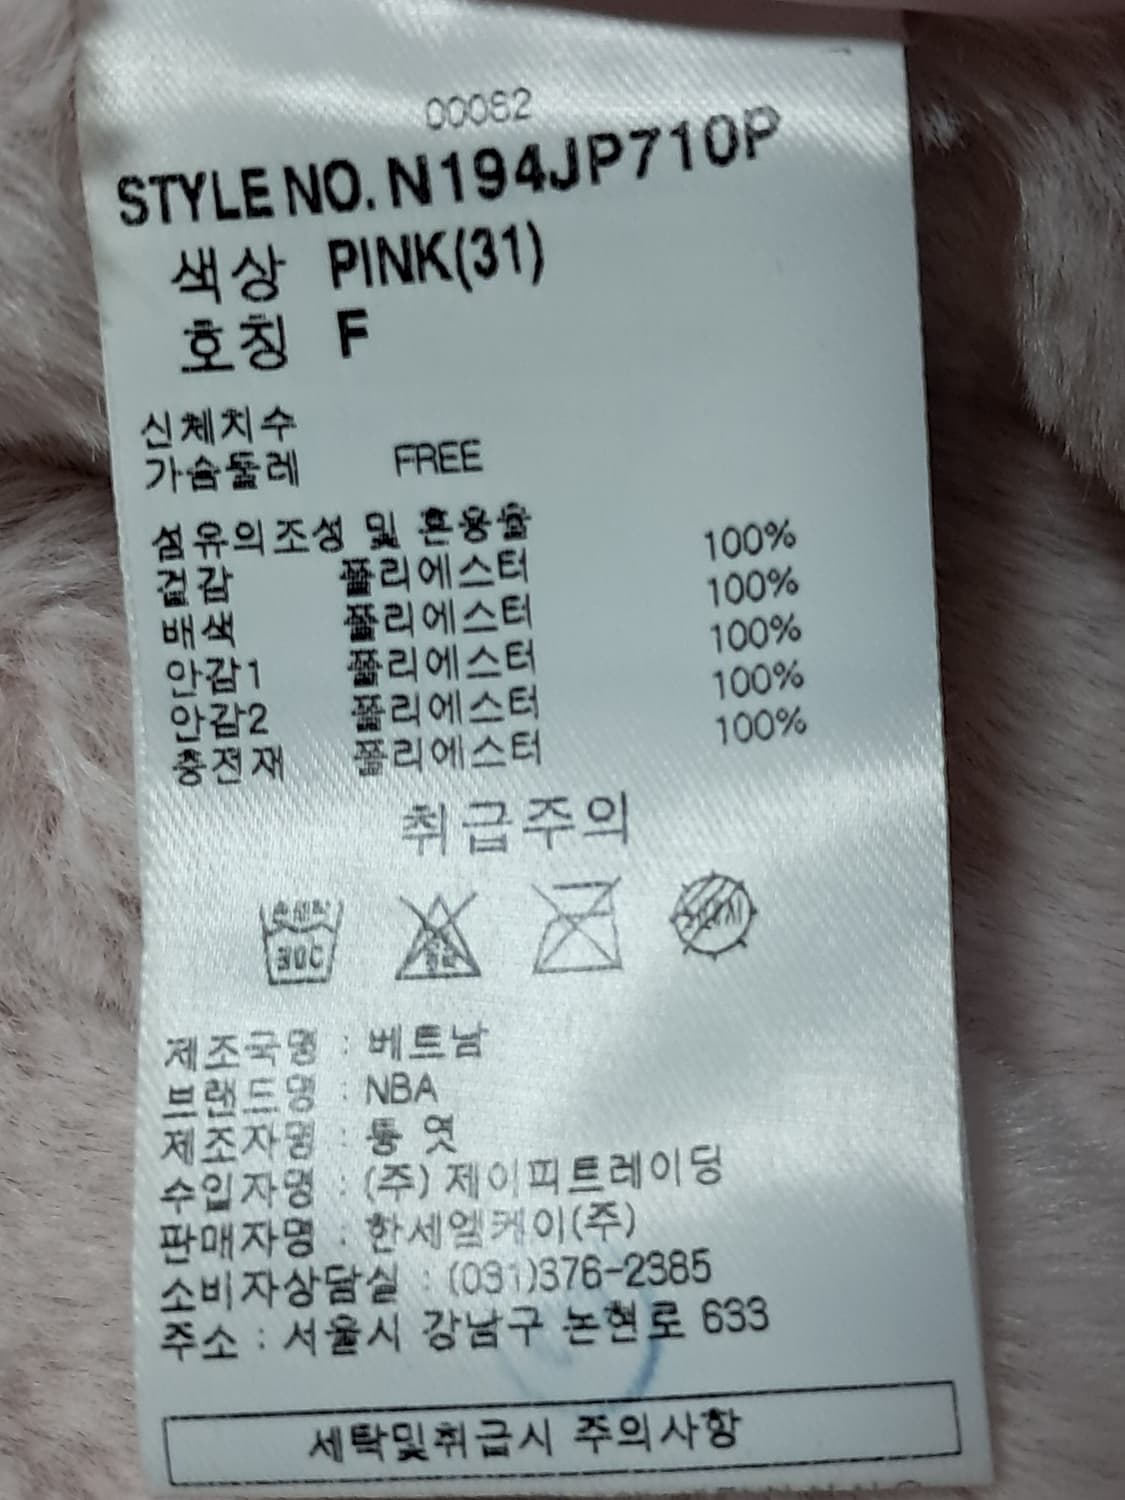 00082
STYLE NO. N194JP710P
색상 PINK(31)
호칭 F
신체치수
가슴둘레 FREE
섬유의조성 및 혼용율
겉감 폴리에스터 100%
배색 폴리에스터 100%
안감1 폴리에스터 100%
안감2 폴리에스터 100%
충전재 폴리에스터 100%
취급주의
손세탁
30C
제조국명 : 베트남
브랜드명 : NBA
제조자명 : 통 엿
수입자명 : (주) 제이피트레이딩
판매자명 : 한세엠케이(주)
소비자상담실 : (031)376-2385
주소 : 서울시 강남구 논현로 633
세탁및취급시 주의사항